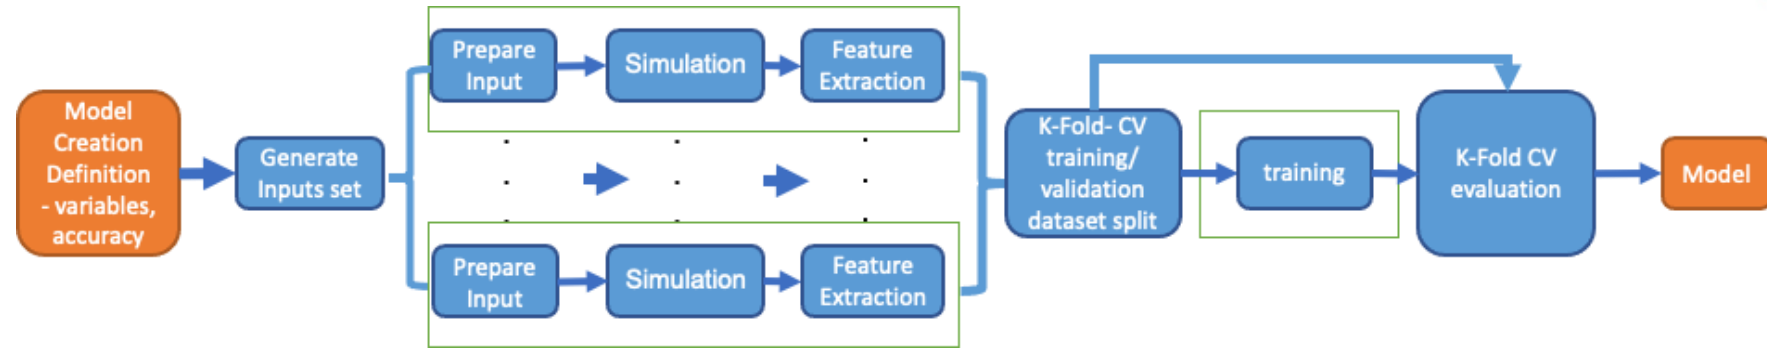 Model
Creation
Definition
- variables,
accuracy
Generate
Inputs set
Prepare
Input
Simulation
Feature
Extraction
Prepare
Input
Simulation
Feature
Extraction
K-Fold- CV
training/
validation
dataset split
training
K-Fold CV
evaluation
Model